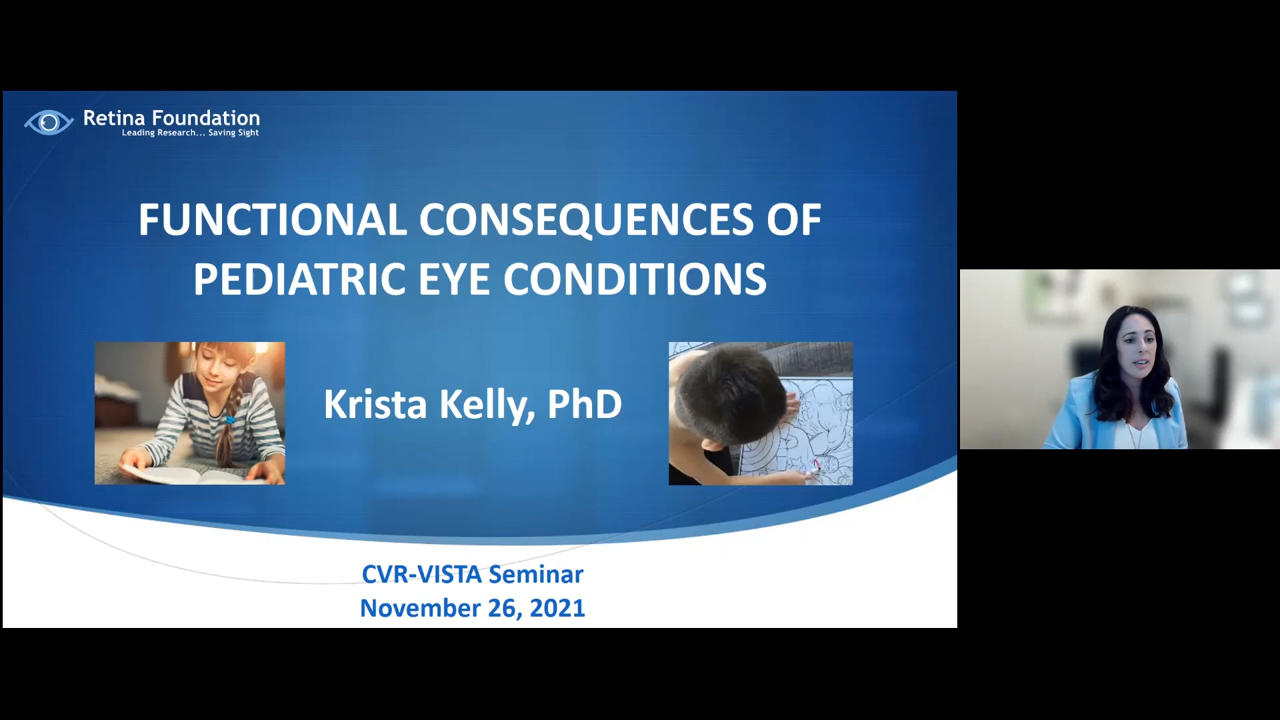 Retina Foundation
Leading Research... Saving Sight
FUNCTIONAL CONSEQUENCES OF
PEDIATRIC EYE CONDITIONS
Krista Kelly, PhD
CVR-VISTA Seminar
November 26, 2021